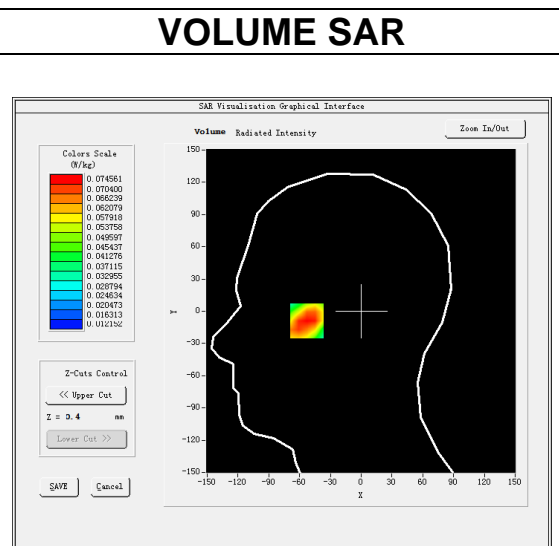 VOLUME SAR
SAR Visualisation Graphical Interface
Volume Radiated Intensity
Zoom In/Out
Colors Scale
(W/kg)
0.074561
0.070400
0.066239
0.062079
0.057918
0.053758
0.049597
0.045437
0.041276
0.037115
0.032955
0.028794
0.024634
0.020473
0.016313
0.012152
Z-Cuts Control
<< Upper Cut
Z = 0.4 mm
Lower Cut >>
SAVE Cancel
150
120
90
60
30
0
-30
-60
-90
-120
-150
Y
-150 -120 -90 -60 -30 0 30 60 90 120 150
X